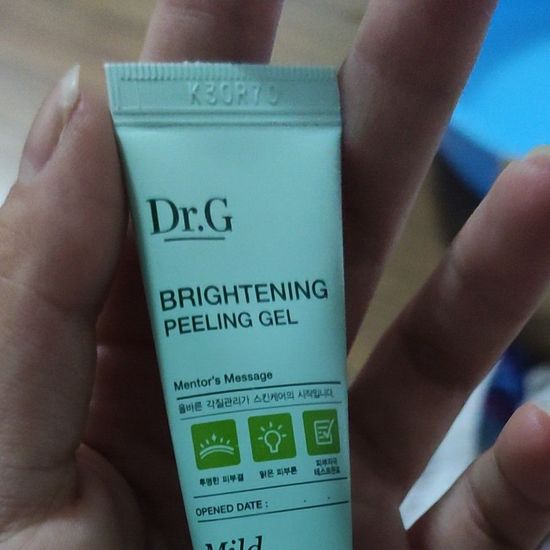 K30R70
Dr.G
BRIGHTENING
PEELING GEL
Mentor's Message
올바른 각질관리가 스킨케어의 시작입니다.
투명한 피부결
맑은 피부톤
피부자극
테스트완료
OPENED DATE : . .
Mild